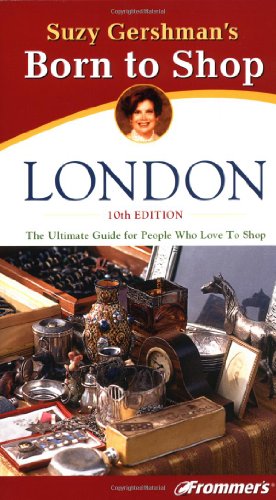 Suzy Gershman's
Born to Shop
LONDON
10th EDITION
The Ultimate Guide for People Who Love To Shop
Frommer's